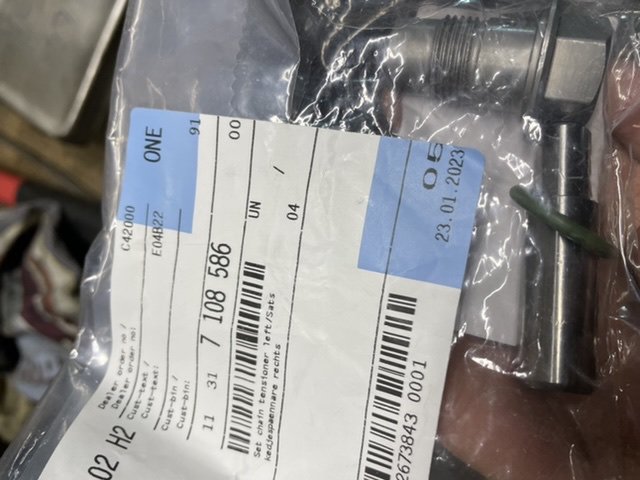 ONE
91
00
05
23.01.2023
C42000
E04B22
UN
/ 04
Dealer order no /
Dealer order no:
Cust-text /
Cust-text:
Cust-bin /
Cust-bin:
11 31 7 108 586
Set chain tensioner left/Sats
kedjespaennare rechts
02 H2
2673843 0001